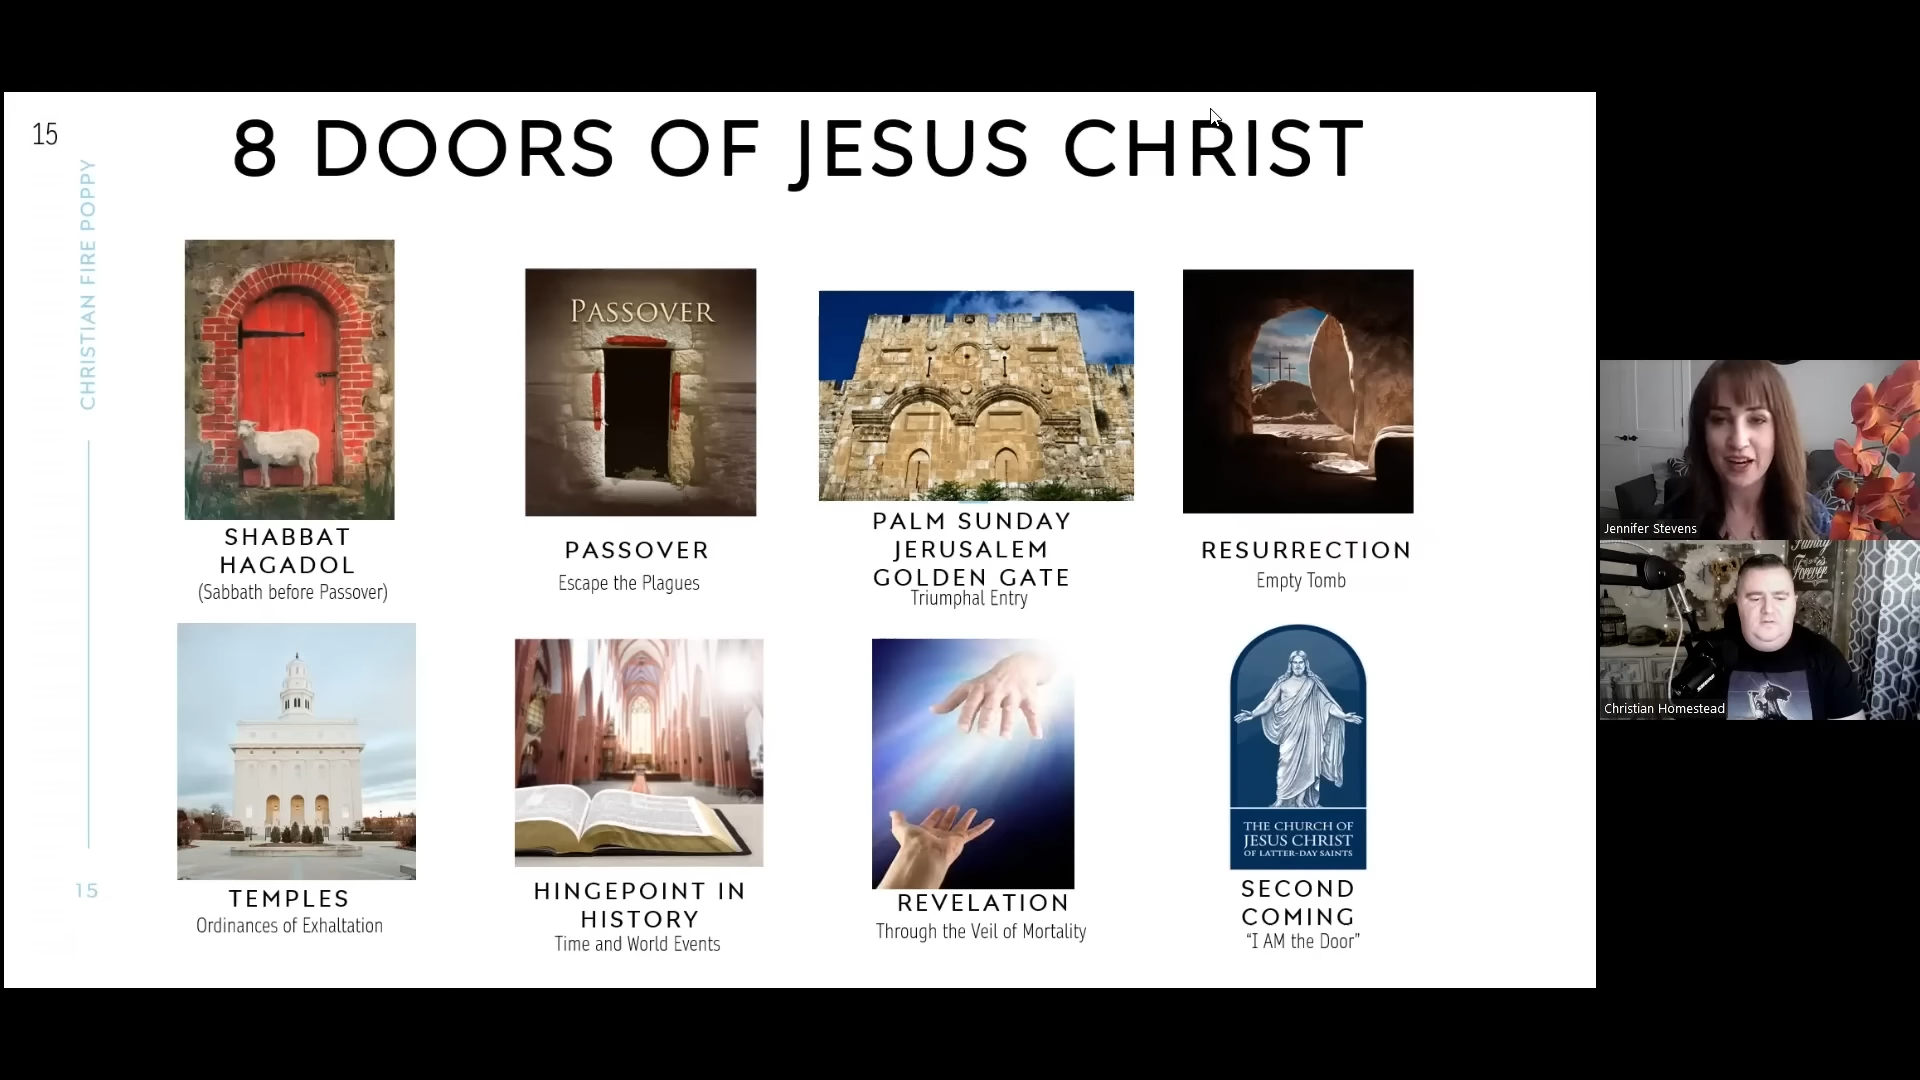 15
8 DOORS OF JESUS CHRIST
CHRISTIAN FIRE POPPY
PASSOVER
SHABBAT
HAGADOL
(Sabbath before Passover)
PASSOVER
Escape the Plagues
PALM SUNDAY
JERUSALEM
GOLDEN GATE
Triumphal Entry
RESURRECTION
Empty Tomb
THE CHURCH OF
JESUS CHRIST
OF LATTER-DAY SAINTS
TEMPLES
Ordinances of Exhaltation
HINGEPOINT IN
HISTORY
Time and World Events
REVELATION
Through the Veil of Mortality
SECOND
COMING
“I AM the Door”
15
Jennifer Stevens
Family
is
Forever
Christian Homestead